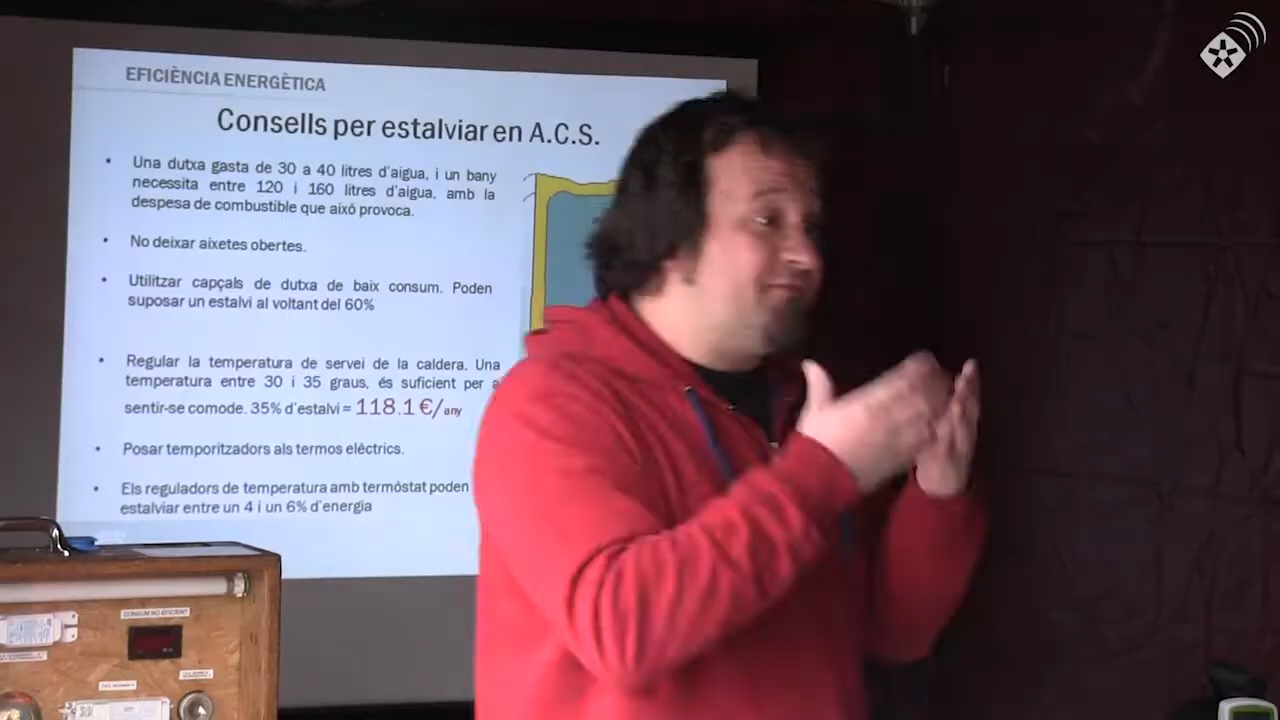 EFICIÈNCIA ENERGÈTICA
Consells per estalviar en A.C.S.
• Una dutxa gasta de 30 a 40 litres d'aigua, i un bany
necessita entre 120 i 160 litres d'aigua, amb la
despesa de combustible que aixó provoca.
• No deixar aixetes obertes.
• Utilitzar capçals de dutxa de baix consum. Poden
suposar un estalvi al voltant del 60%
• Regular la temperatura de servei de la caldera. Una
temperatura entre 30 i 35 graus, és suficient per a
sentir-se comode. 35% d'estalvi = 118.1 €/any
• Posar temporitzadors als termos elèctrics.
• Els reguladors de temperatura amb termòstat poden
estalviar entre un 4 i un 6% d'energia
CONSUM NO EFICIENT